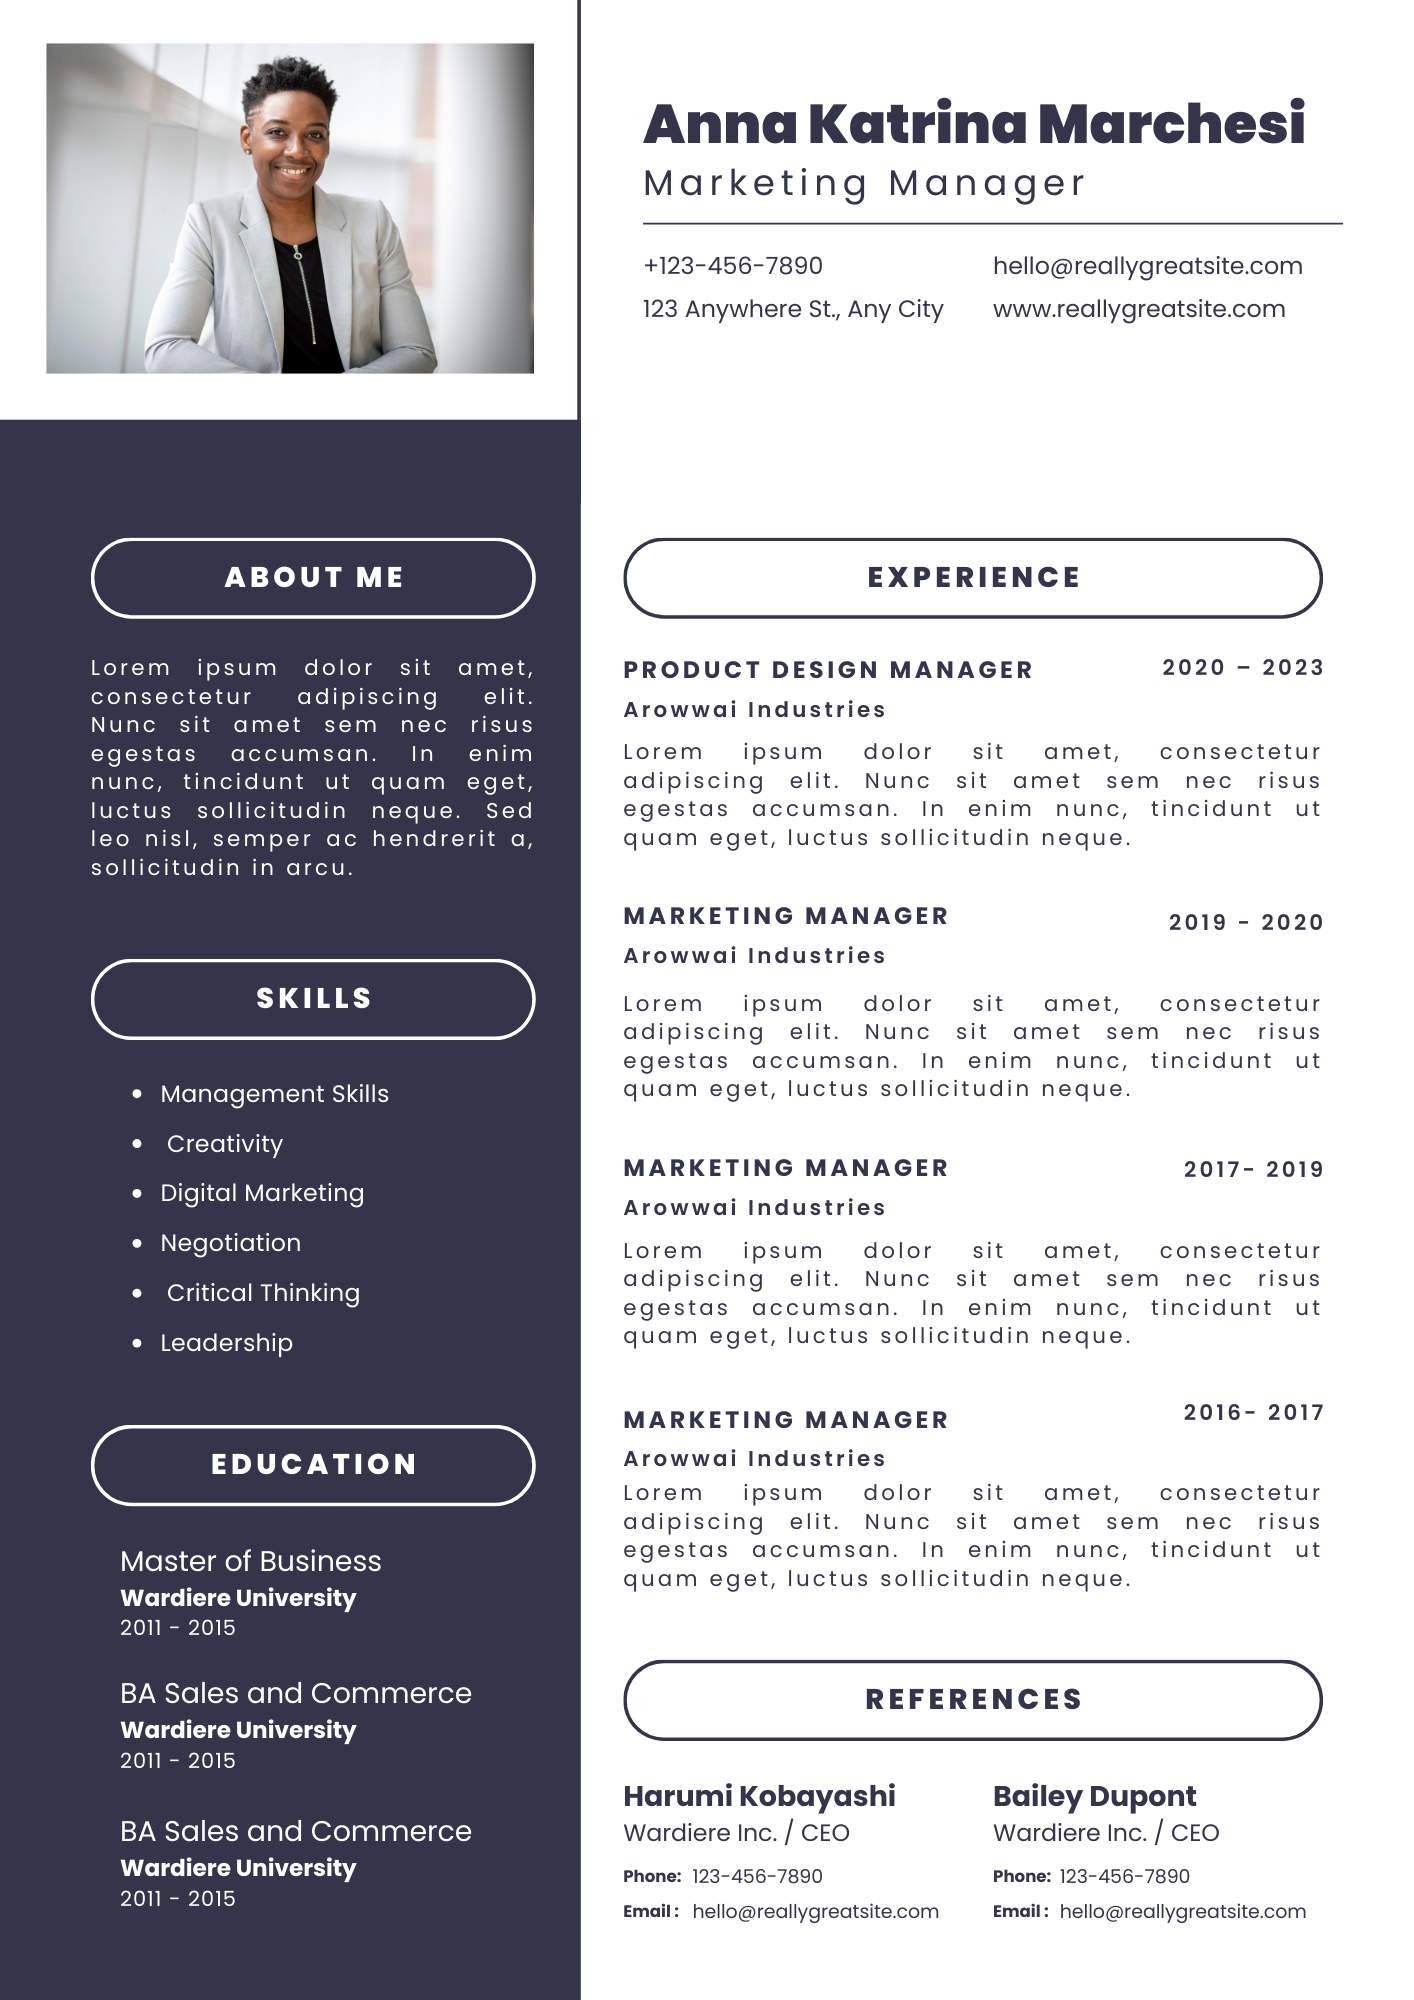 Anna Katrina Marchesi
Marketing Manager
+123-456-7890
hello@reallygreatsite.com
123 Anywhere St., Any City
www.reallygreatsite.com
ABOUT ME
Lorem ipsum dolor sit amet,
consectetur adipiscing elit.
Nunc sit amet sem nec risus
egestas accumsan. In enim
nunc, tincidunt ut quam eget,
luctus sollicitudin neque. Sed
leo nisl, semper ac hendrerit a,
sollicitudin in arcu.
SKILLS
• Management Skills
• Creativity
• Digital Marketing
• Negotiation
• Critical Thinking
• Leadership
EDUCATION
Master of Business
Wardiere University
2011 - 2015
BA Sales and Commerce
Wardiere University
2011 - 2015
BA Sales and Commerce
Wardiere University
2011 - 2015
EXPERIENCE
PRODUCT DESIGN MANAGER 2020 – 2023
Arowwai Industries
Lorem ipsum dolor sit amet, consectetur
adipiscing elit. Nunc sit amet sem nec risus
egestas accumsan. In enim nunc, tincidunt ut
quam eget, luctus sollicitudin neque.
MARKETING MANAGER 2019 - 2020
Arowwai Industries
Lorem ipsum dolor sit amet, consectetur
adipiscing elit. Nunc sit amet sem nec risus
egestas accumsan. In enim nunc, tincidunt ut
quam eget, luctus sollicitudin neque.
MARKETING MANAGER 2017- 2019
Arowwai Industries
Lorem ipsum dolor sit amet, consectetur
adipiscing elit. Nunc sit amet sem nec risus
egestas accumsan. In enim nunc, tincidunt ut
quam eget, luctus sollicitudin neque.
MARKETING MANAGER 2016- 2017
Arowwai Industries
Lorem ipsum dolor sit amet, consectetur
adipiscing elit. Nunc sit amet sem nec risus
egestas accumsan. In enim nunc, tincidunt ut
quam eget, luctus sollicitudin neque.
REFERENCES
Harumi Kobayashi
Wardiere Inc. / CEO
Phone: 123-456-7890
Email : hello@reallygreatsite.com
Bailey Dupont
Wardiere Inc. / CEO
Phone: 123-456-7890
Email : hello@reallygreatsite.com